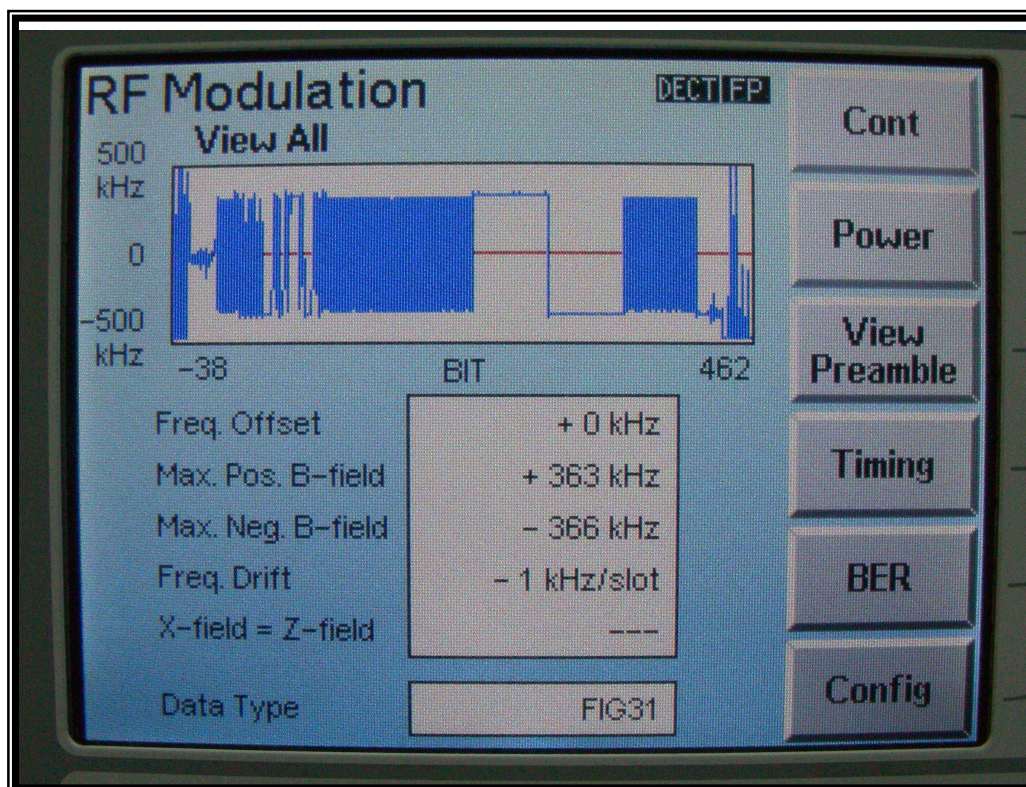 RF Modulation DECT FP
View All
500
kHz
0
-500
kHz
-38 BIT 462
Freq. Offset + 0 kHz
Max. Pos. B-field + 363 kHz
Max. Neg. B-field - 366 kHz
Freq. Drift - 1 kHz/slot
X-field = Z-field ---
Data Type FIG31
Cont
Power
View
Preamble
Timing
BER
Config